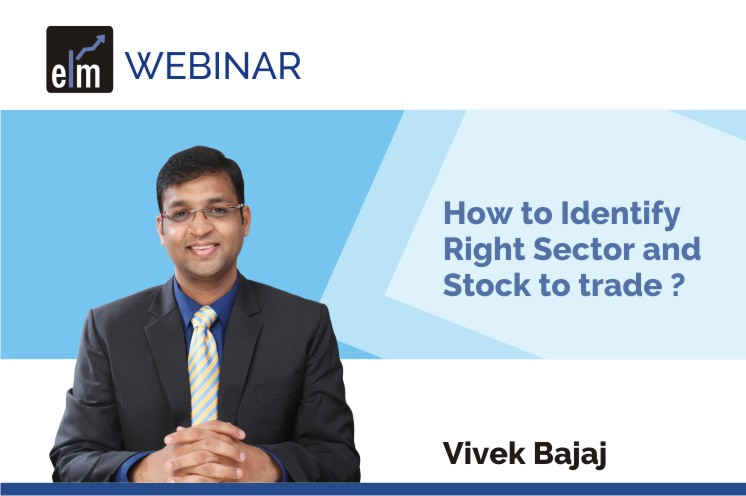 elm WEBINAR
How to Identify
Right Sector and
Stock to trade ?
Vivek Bajaj